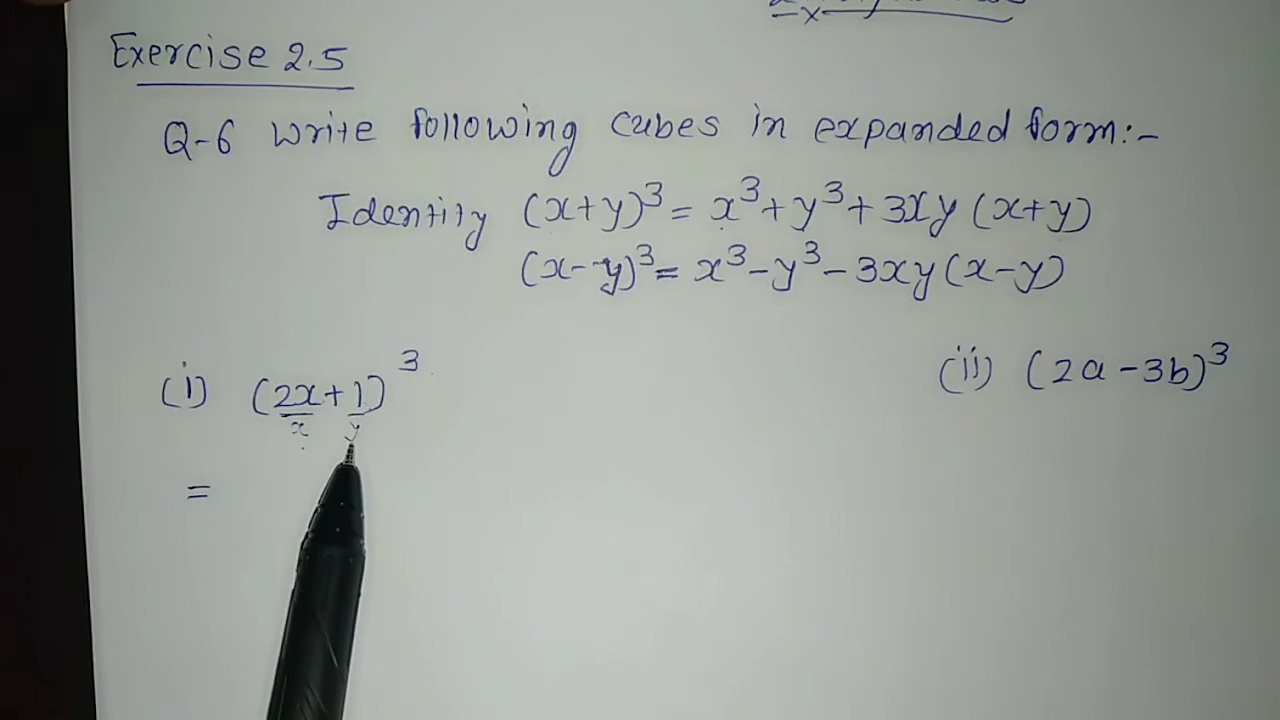 Exercise 2.5
Q-6 Write following cubes in expanded form:-
Identity (x+y)³ = x³+y³+3xy(x+y)
(x-y)³ = x³-y³-3xy(x-y)
(i) (2x+1)³
x y
(ii) (2a-3b)³
=